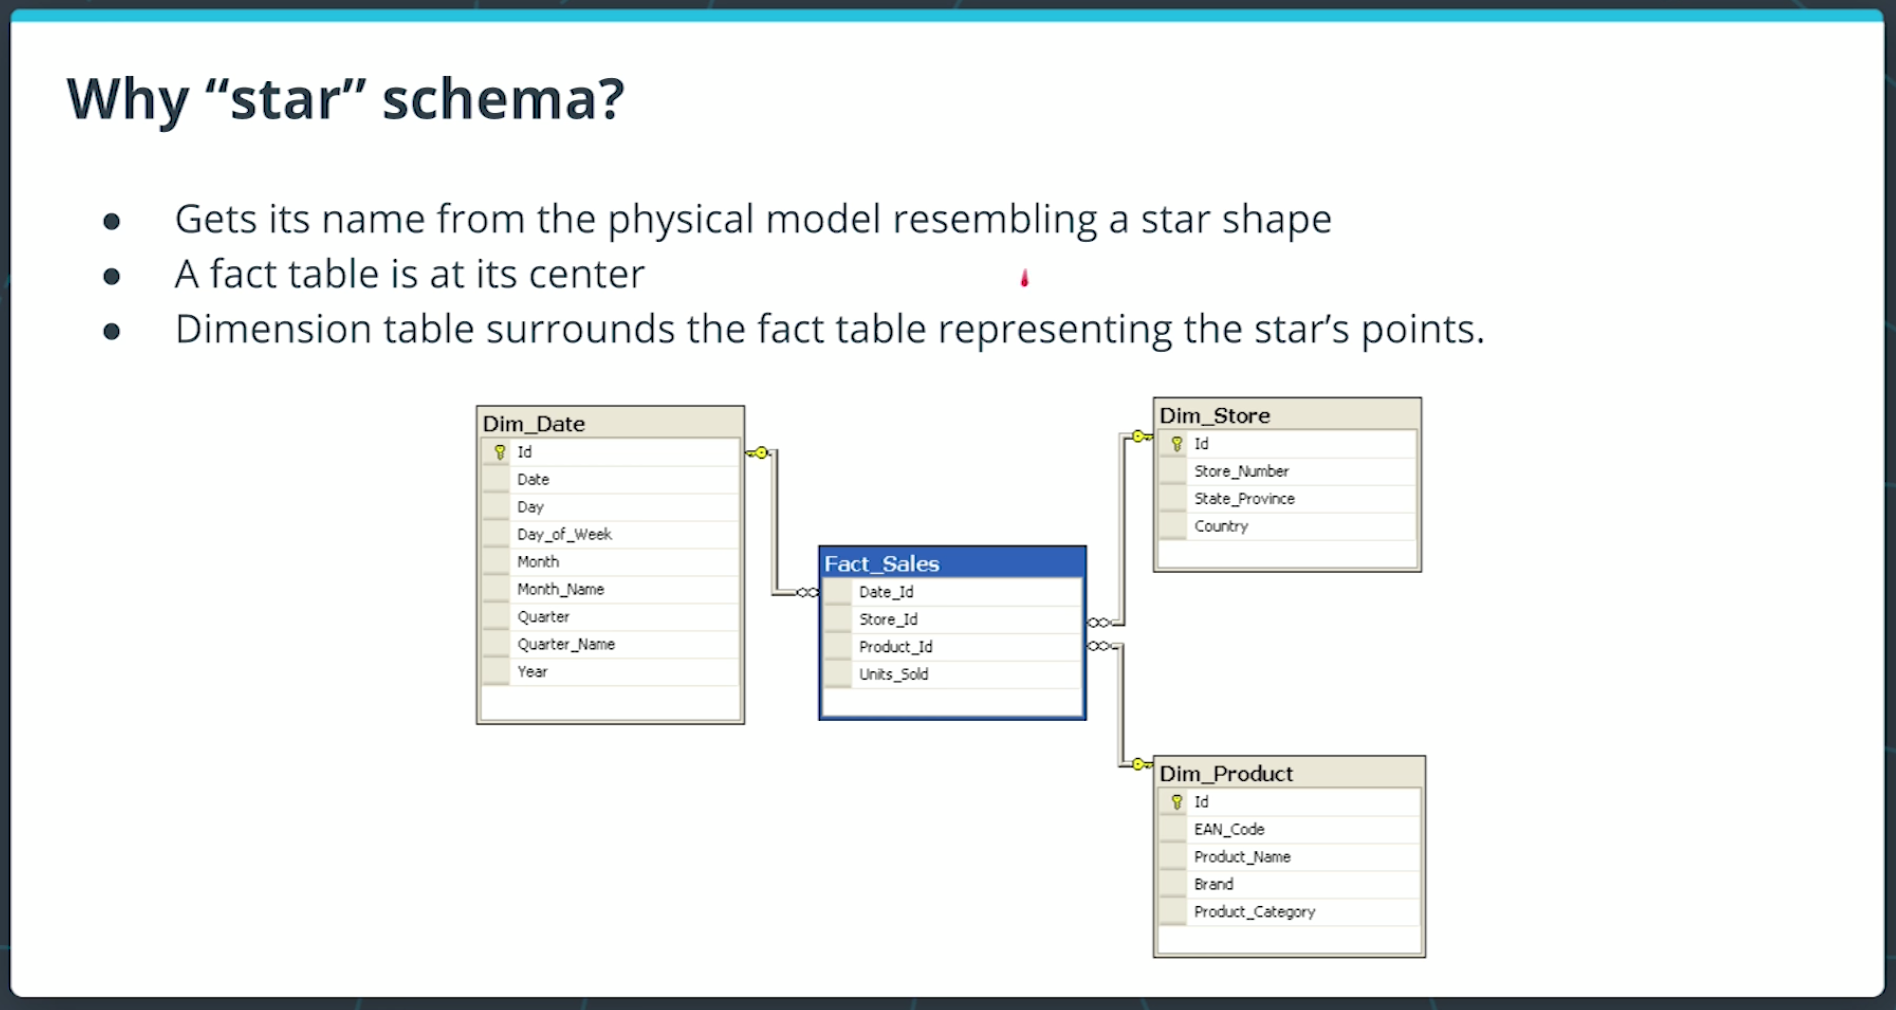 Why “star” schema?
● Gets its name from the physical model resembling a star shape
● A fact table is at its center
● Dimension table surrounds the fact table representing the star’s points.
Dim_Date
Id
Date
Day
Day_of_Week
Month
Month_Name
Quarter
Quarter_Name
Year
Fact_Sales
Date_Id
Store_Id
Product_Id
Units_Sold
Dim_Store
Id
Store_Number
State_Province
Country
Dim_Product
Id
EAN_Code
Product_Name
Brand
Product_Category